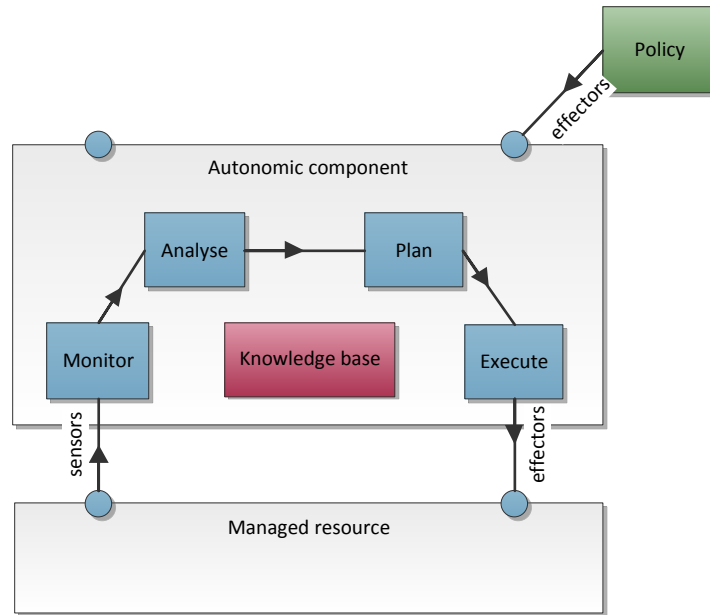 Policy
effectors
Autonomic component
Analyse
Plan
Monitor
Knowledge base
Execute
sensors
effectors
Managed resource